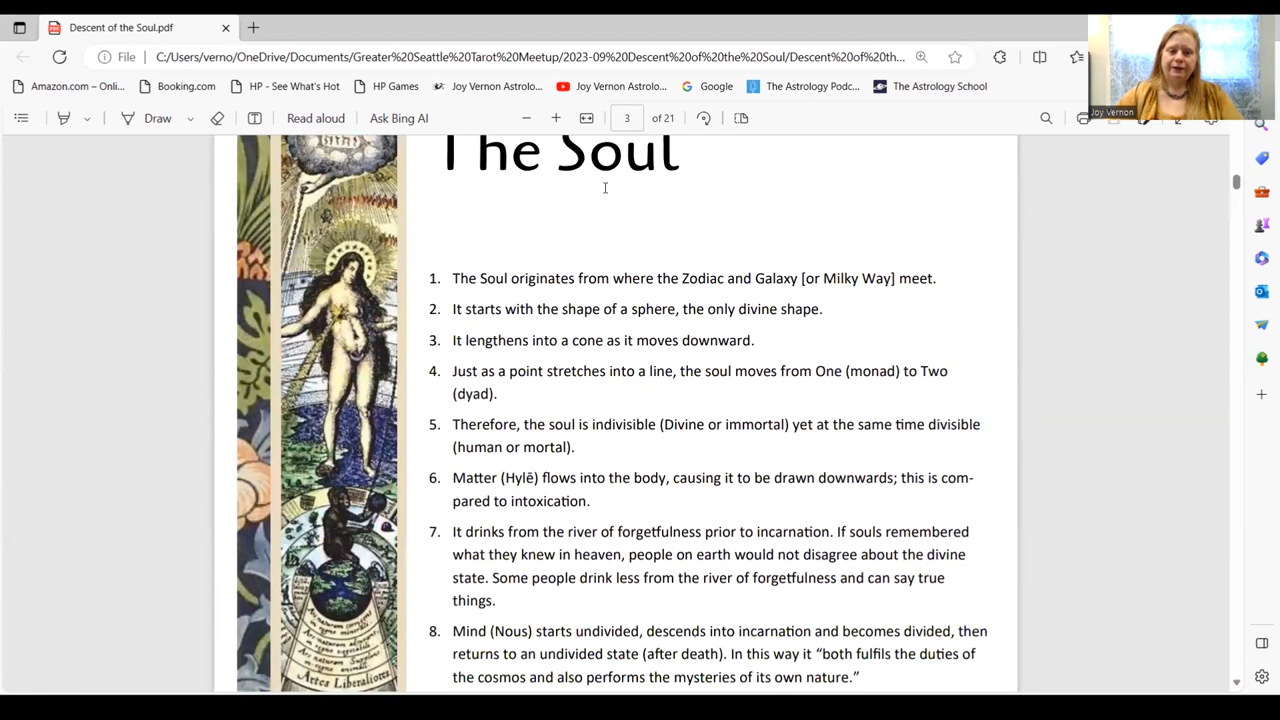 Descent of the Soul.pdf
File C:/Users/verno/OneDrive/Documents/Greater%20Seattle%20Tarot%20Meetup/2023-09%20Descent%20of%20the%20Soul/Descent%20of%20th...
Amazon.com – Onli... Booking.com HP - See What's Hot HP Games Joy Vernon Astrolo... Joy Vernon Astrolo... Google The Astrology Podc... The Astrology School
Joy Vernon
Draw Read aloud Ask Bing AI 3 of 21
The Soul
1. The Soul originates from where the Zodiac and Galaxy [or Milky Way] meet.
2. It starts with the shape of a sphere, the only divine shape.
3. It lengthens into a cone as it moves downward.
4. Just as a point stretches into a line, the soul moves from One (monad) to Two
(dyad).
5. Therefore, the soul is indivisible (Divine or immortal) yet at the same time divisible
(human or mortal).
6. Matter (Hylē) flows into the body, causing it to be drawn downwards; this is com-
pared to intoxication.
7. It drinks from the river of forgetfulness prior to incarnation. If souls remembered
what they knew in heaven, people on earth would not disagree about the divine
state. Some people drink less from the river of forgetfulness and can say true
things.
8. Mind (Nous) starts undivided, descends into incarnation and becomes divided, then
returns to an undivided state (after death). In this way it “both fulfils the duties of
the cosmos and also performs the mysteries of its own nature.”
Artes Liberaliores